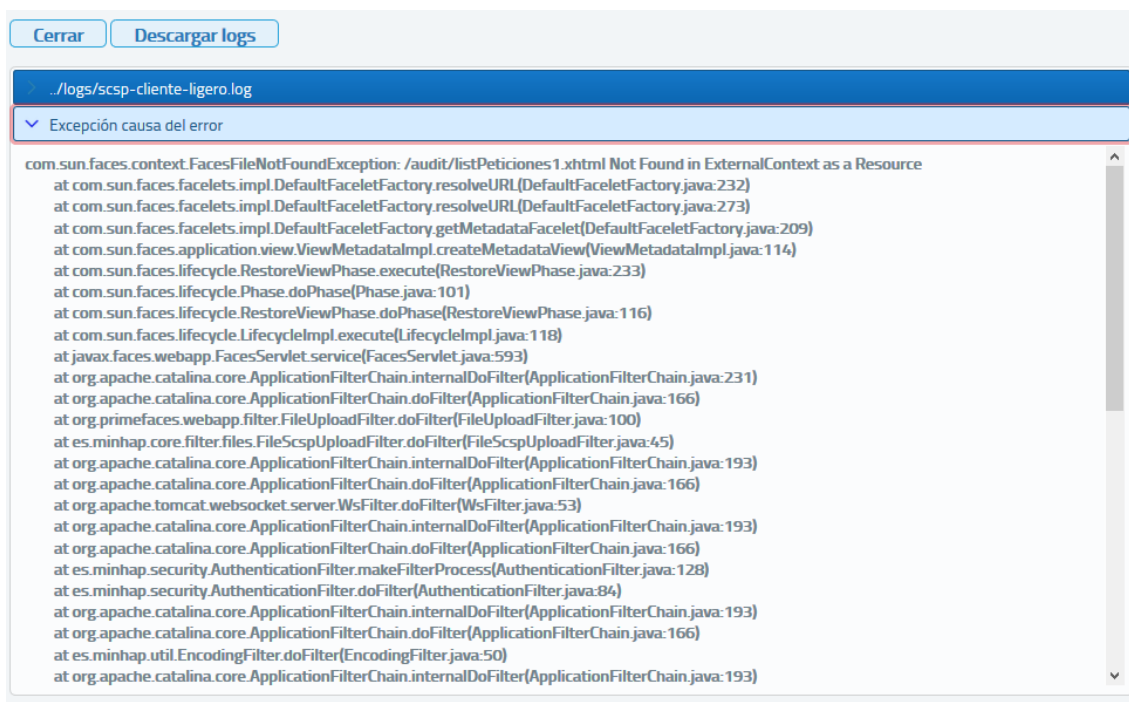 Cerrar Descargar logs
../logs/scsp-cliente-ligero.log
Excepción causa del error
com.sun.faces.context.FacesFileNotFoundException: /audit/listPeticiones1.xhtml Not Found in ExternalContext as a Resource
at com.sun.faces.facelets.impl.DefaultFaceletFactory.resolveURL(DefaultFaceletFactory.java:232)
at com.sun.faces.facelets.impl.DefaultFaceletFactory.resolveURL(DefaultFaceletFactory.java:273)
at com.sun.faces.facelets.impl.DefaultFaceletFactory.getMetadataFacelet(DefaultFaceletFactory.java:209)
at com.sun.faces.application.view.ViewMetadataImpl.createMetadataView(ViewMetadataImpl.java:114)
at com.sun.faces.lifecycle.RestoreViewPhase.execute(RestoreViewPhase.java:233)
at com.sun.faces.lifecycle.Phase.doPhase(Phase.java:101)
at com.sun.faces.lifecycle.RestoreViewPhase.doPhase(RestoreViewPhase.java:116)
at com.sun.faces.lifecycle.LifecycleImpl.execute(LifecycleImpl.java:118)
at javax.faces.webapp.FacesServlet.service(FacesServlet.java:593)
at org.apache.catalina.core.ApplicationFilterChain.internalDoFilter(ApplicationFilterChain.java:231)
at org.apache.catalina.core.ApplicationFilterChain.doFilter(ApplicationFilterChain.java:166)
at org.primefaces.webapp.filter.FileUploadFilter.doFilter(FileUploadFilter.java:100)
at es.minhap.core.filter.files.FileScspUploadFilter.doFilter(FileScspUploadFilter.java:45)
at org.apache.catalina.core.ApplicationFilterChain.internalDoFilter(ApplicationFilterChain.java:193)
at org.apache.catalina.core.ApplicationFilterChain.doFilter(ApplicationFilterChain.java:166)
at org.apache.tomcat.websocket.server.WsFilter.doFilter(WsFilter.java:53)
at org.apache.catalina.core.ApplicationFilterChain.internalDoFilter(ApplicationFilterChain.java:193)
at org.apache.catalina.core.ApplicationFilterChain.doFilter(ApplicationFilterChain.java:166)
at es.minhap.security.AuthenticationFilter.makeFilterProcess(AuthenticationFilter.java:128)
at es.minhap.security.AuthenticationFilter.doFilter(AuthenticationFilter.java:84)
at org.apache.catalina.core.ApplicationFilterChain.internalDoFilter(ApplicationFilterChain.java:193)
at org.apache.catalina.core.ApplicationFilterChain.doFilter(ApplicationFilterChain.java:166)
at es.minhap.util.EncodingFilter.doFilter(EncodingFilter.java:50)
at org.apache.catalina.core.ApplicationFilterChain.internalDoFilter(ApplicationFilterChain.java:193)